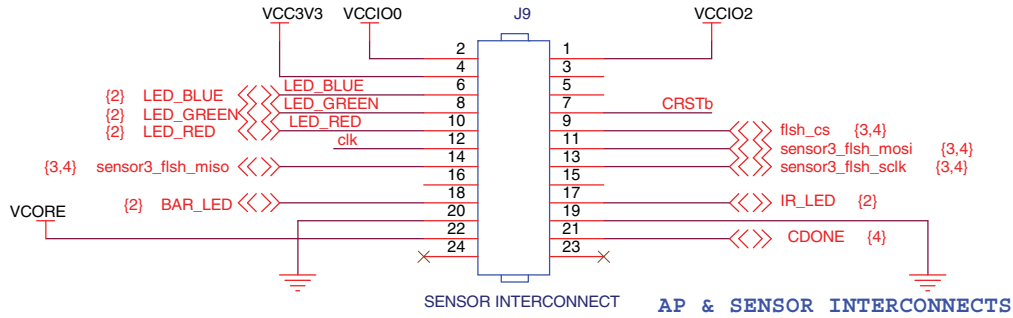 VCC3V3 VCCIO0 J9 VCCIO2
2 1
4 3
{2} LED_BLUE LED_BLUE 6 5
{2} LED_GREEN LED_GREEN 8 7 CRSTb
{2} LED_RED LED_RED 10 9 flsh_cs {3,4}
clk 12 11 sensor3_flsh_mosi {3,4}
{3,4} sensor3_flsh_miso 14 13 sensor3_flsh_sclk {3,4}
16 15
{2} BAR_LED 18 17 IR_LED {2}
VCORE 20 19
22 21 CDONE {4}
24 23
SENSOR INTERCONNECT
AP & SENSOR INTERCONNECTS